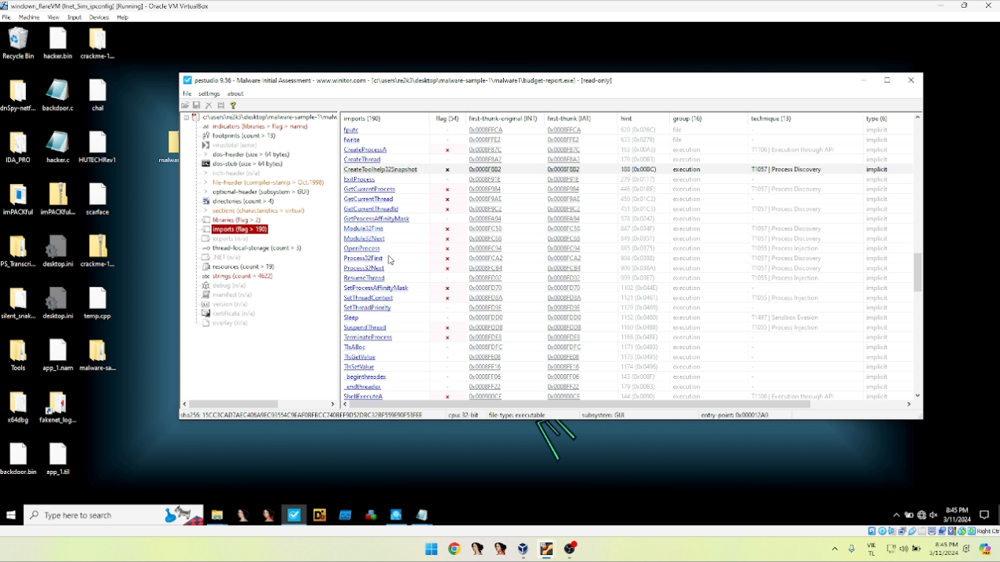 windown_flareVM (Inet_Sim_ipconfig) [Running] - Oracle VM VirtualBox
File Machine View Input Devices Help
Recycle Bin hacker.bin crackme-1...
dnSpy-netf... backdoor.c chal
IDA_PRO hacker.c HUTECHRev1
imPACKful imPACKful... scarface
PS_Transcri... desktop.ini crackme-1...
silent_snak... desktop.ini temp.cpp
Tools app_1.nam malware-sa...
x64dbg fakenet_log...
backdoor.bin app_1.til
malwar
pestudio 9.56 - Malware Initial Assessment - www.winitor.com - [c:\users\re2k3\desktop\malware-sample-1\malware1\budget-report.exe] - [read-only]
file settings about
c:\users\re2k3\desktop\malware-sample-1\malw
indicators (libraries > flag > name)
footprints (count > 13)
virustotal (error)
dos-header (size > 64 bytes)
dos-stub (size > 64 bytes)
rich-header (n/a)
file-header (compiler-stamp > Oct.1998)
optional-header (subsystem > GUI)
directories (count > 4)
sections (characteristics > virtual)
libraries (flag > 2)
imports (flag > 190)
exports (n/a)
thread-local-storage (count > 3)
.NET (n/a)
resources (count > 19)
abc strings (count > 4622)
debug (n/a)
manifest (n/a)
version (n/a)
certificate (n/a)
overlay (n/a)
imports (190) flag (54) first-thunk-original (INT) first-thunk (IAT) hint group (16) technique (13) type (6)
fputc - 0x0008FFCA 0x0008FFCA 620 (0x026C) file - implicit
fwrite - 0x0008FFE2 0x0008FFE2 633 (0x0279) file - implicit
CreateProcessA x 0x0008F87C 0x0008F87C 163 (0x00A3) execution T1106 | Execution through API implicit
CreateThread - 0x0008F8A2 0x0008F8A2 179 (0x00B3) execution - implicit
CreateToolhelp32Snapshot x 0x0008F8B2 0x0008F8B2 188 (0x00BC) execution T1057 | Process Discovery implicit
ExitProcess - 0x0008F91E 0x0008F91E 279 (0x0117) execution - implicit
GetCurrentProcess x 0x0008F984 0x0008F984 446 (0x01BE) execution T1057 | Process Discovery implicit
GetCurrentThread x 0x0008F9AE 0x0008F9AE 450 (0x01C2) execution - implicit
GetCurrentThreadId x 0x0008F9C2 0x0008F9C2 451 (0x01C3) execution T1057 | Process Discovery implicit
GetProcessAffinityMask - 0x0008FA94 0x0008FA94 578 (0x0242) execution - implicit
Module32First x 0x0008FC58 0x0008FC58 847 (0x034F) execution T1057 | Process Discovery implicit
Module32Next x 0x0008FC68 0x0008FC68 849 (0x0351) execution T1057 | Process Discovery implicit
OpenProcess x 0x0008FC94 0x0008FC94 885 (0x0375) execution T1055 | Process Injection implicit
Process32First x 0x0008FCA2 0x0008FCA2 904 (0x0388) execution T1057 | Process Discovery implicit
Process32Next x 0x0008FCB4 0x0008FCB4 906 (0x038A) execution T1057 | Process Discovery implicit
ResumeThread - 0x0008FD02 0x0008FD02 999 (0x03E7) execution T1055 | Process Injection implicit
SetProcessAffinityMask x 0x0008FD70 0x0008FD70 1102 (0x044E) execution - implicit
SetThreadContext x 0x0008FD8A 0x0008FD8A 1121 (0x0461) execution T1055 | Process Injection implicit
SetThreadPriority - 0x0008FD9E 0x0008FD9E 1129 (0x0469) execution - implicit
Sleep - 0x0008FDD0 0x0008FDD0 1152 (0x0480) execution T1497 | Sandbox Evasion implicit
SuspendThread x 0x0008FDD8 0x0008FDD8 1160 (0x0488) execution T1055 | Process Injection implicit
TerminateProcess x 0x0008FDE8 0x0008FDE8 1166 (0x048E) execution - implicit
TlsAlloc - 0x0008FDFC 0x0008FDFC 1171 (0x0493) execution - implicit
TlsGetValue - 0x0008FE08 0x0008FE08 1173 (0x0495) execution - implicit
TlsSetValue - 0x0008FE16 0x0008FE16 1174 (0x0496) execution - implicit
_beginthreadex - 0x0008FF06 0x0008FF06 143 (0x008F) execution - implicit
_endthreadex - 0x0008FF22 0x0008FF22 179 (0x00B3) execution - implicit
ShellExecuteA x 0x000900CE 0x000900CE 144 (0x0090) execution T1106 | Execution through API implicit
cpu: 32-bit file-type: executable subsystem: GUI entry-point: 0x000012A0
Type here to search
8:45 PM
3/11/2024
Right Ctrl
VIE
TL
8:45 PM
3/11/2024